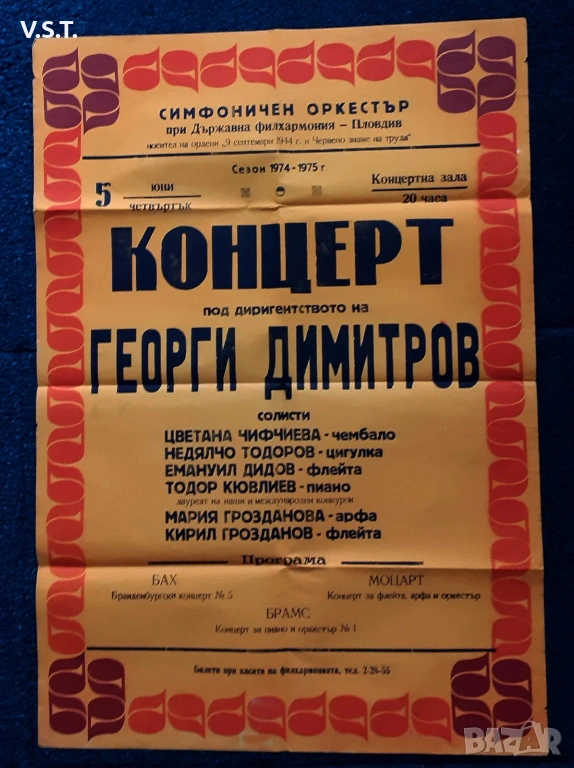 V.S.T.
СИМФОНИЧЕН ОРКЕСТЪР
при Държавна филхармония – Пловдив
носител на ордени „9 септември 1944 г. и Червено знаме на труда"
Сезон 1974-1975 г
5 юни четвъртък
Концертна зала
20 часа
КОНЦЕРТ
под диригентството на
ГЕОРГИ ДИМИТРОВ
солисти
ЦВЕТАНА ЧИФЧИЕВА - чембало
НЕДЯЛЧО ТОДОРОВ - цигулка
ЕМАНУИЛ ДИДОВ - флейта
ТОДОР КЮВЛИЕВ - пиано
лауреат на наши и международни конкурси
МАРИЯ ГРОЗДАНОВА - арфа
КИРИЛ ГРОЗДАНОВ - флейта
Програма
БАХ
Бранденбургски концерт № 5
МОЦАРТ
Концерт за флейта, арфа и оркестър
БРАМС
Концерт за пиано и оркестър № 1
Билети при касата на филхармонията, тел. 2-28-55
BAZAR